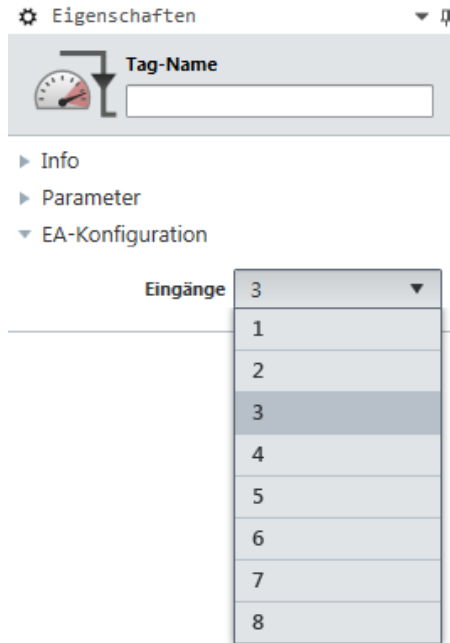 Eigenschaften
Tag-Name
Info
Parameter
EA-Konfiguration
Eingänge 3
1
2
3
4
5
6
7
8